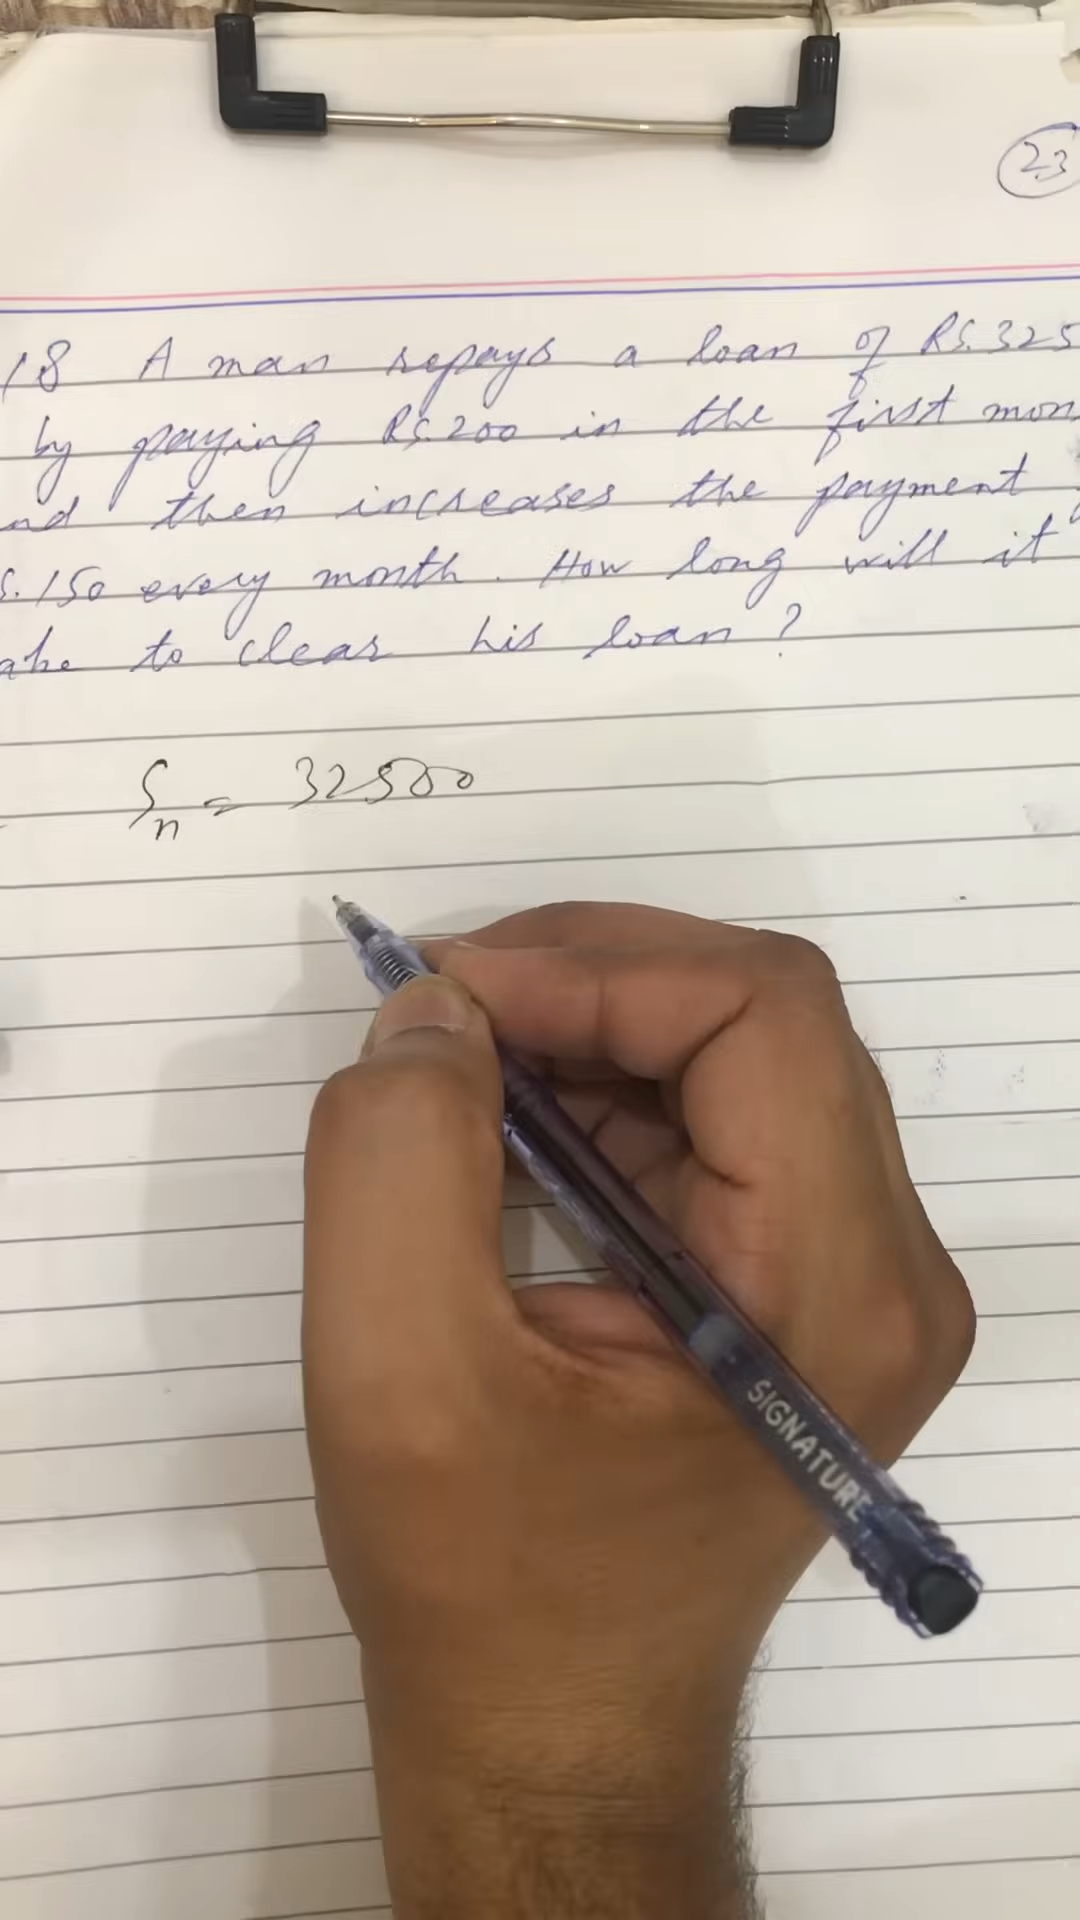 23
18 A man repays a loan of RS.325
by paying RS.200 in the first mon
nd then increases the payment
S.150 every month. How long will it
ake to clear his loan?
Sn = 32500
SIGNATURE